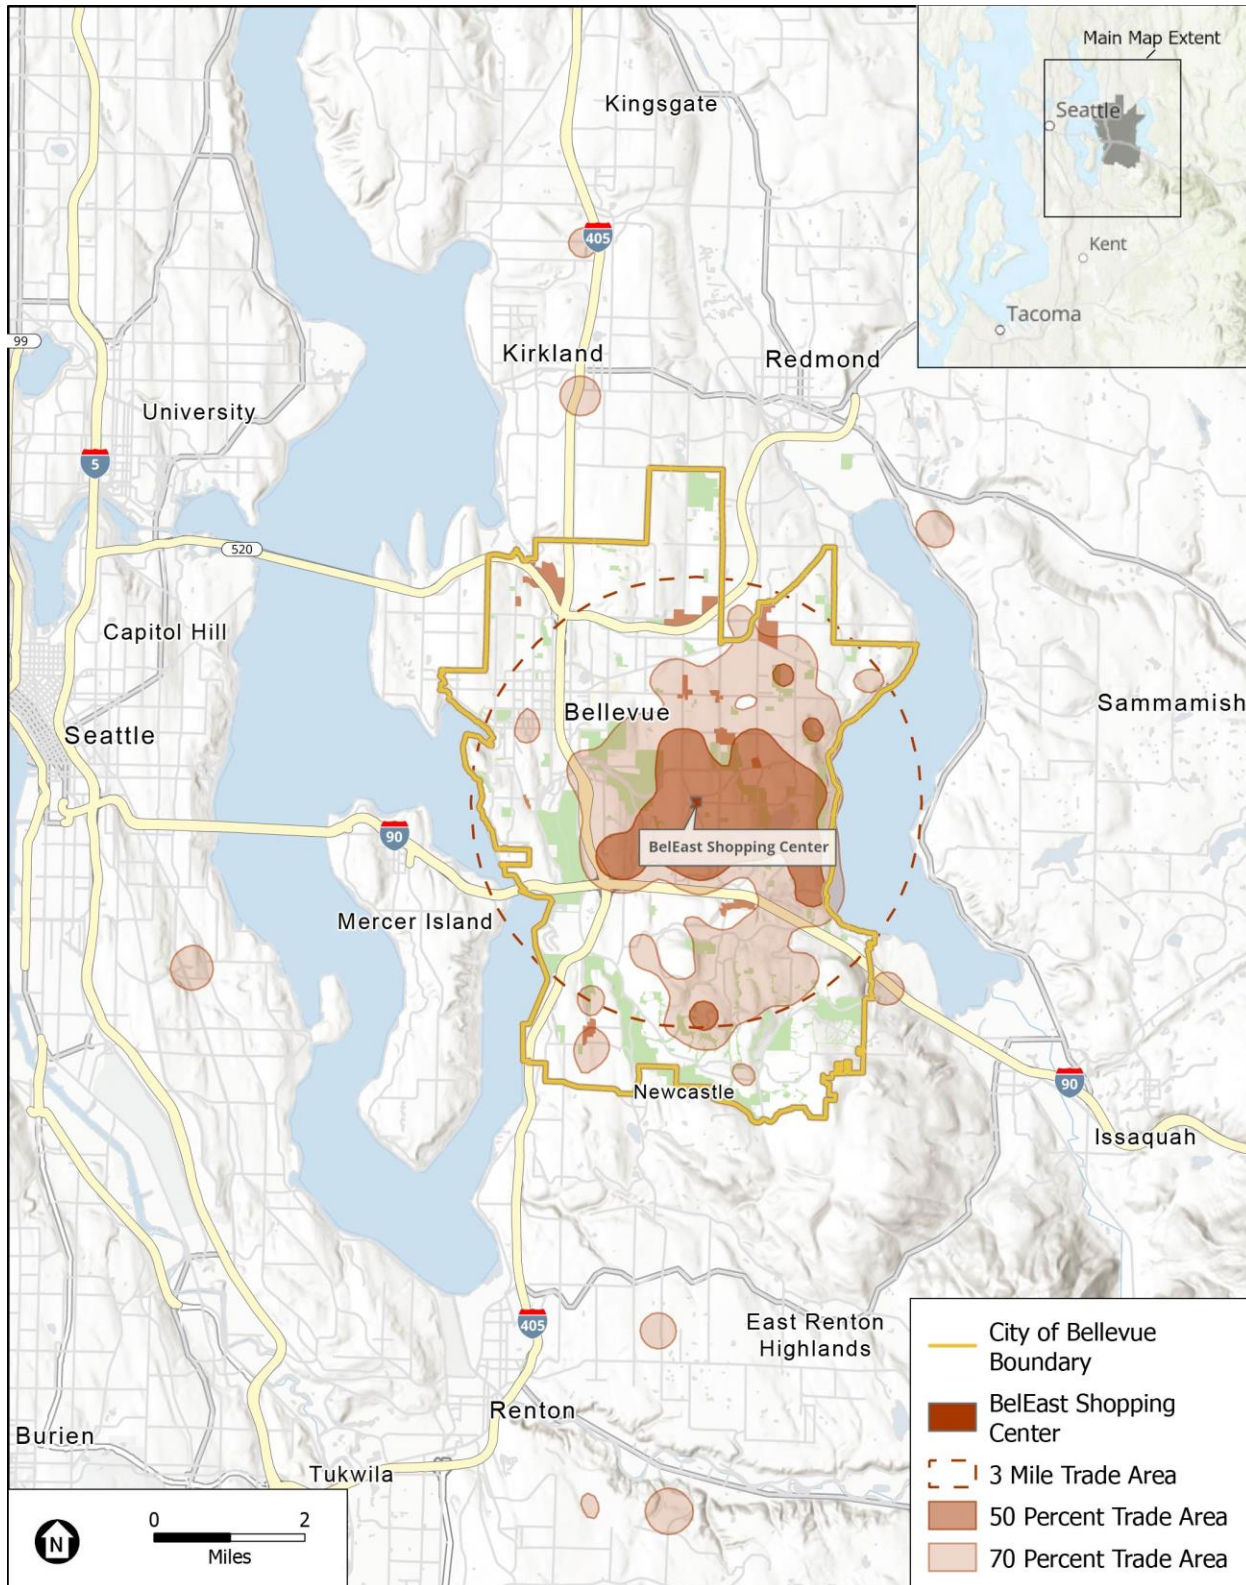 Main Map Extent
Seattle
Kent
Tacoma
Kingsgate
405
99
Kirkland
Redmond
University
5
520
Capitol Hill
Seattle
Bellevue
Sammamish
BelEast Shopping Center
90
Mercer Island
Newcastle
90
Issaquah
405
East Renton
Highlands
Renton
Burien
Tukwila
N
0
2
Miles
City of Bellevue
Boundary
BelEast Shopping
Center
3 Mile Trade Area
50 Percent Trade Area
70 Percent Trade Area